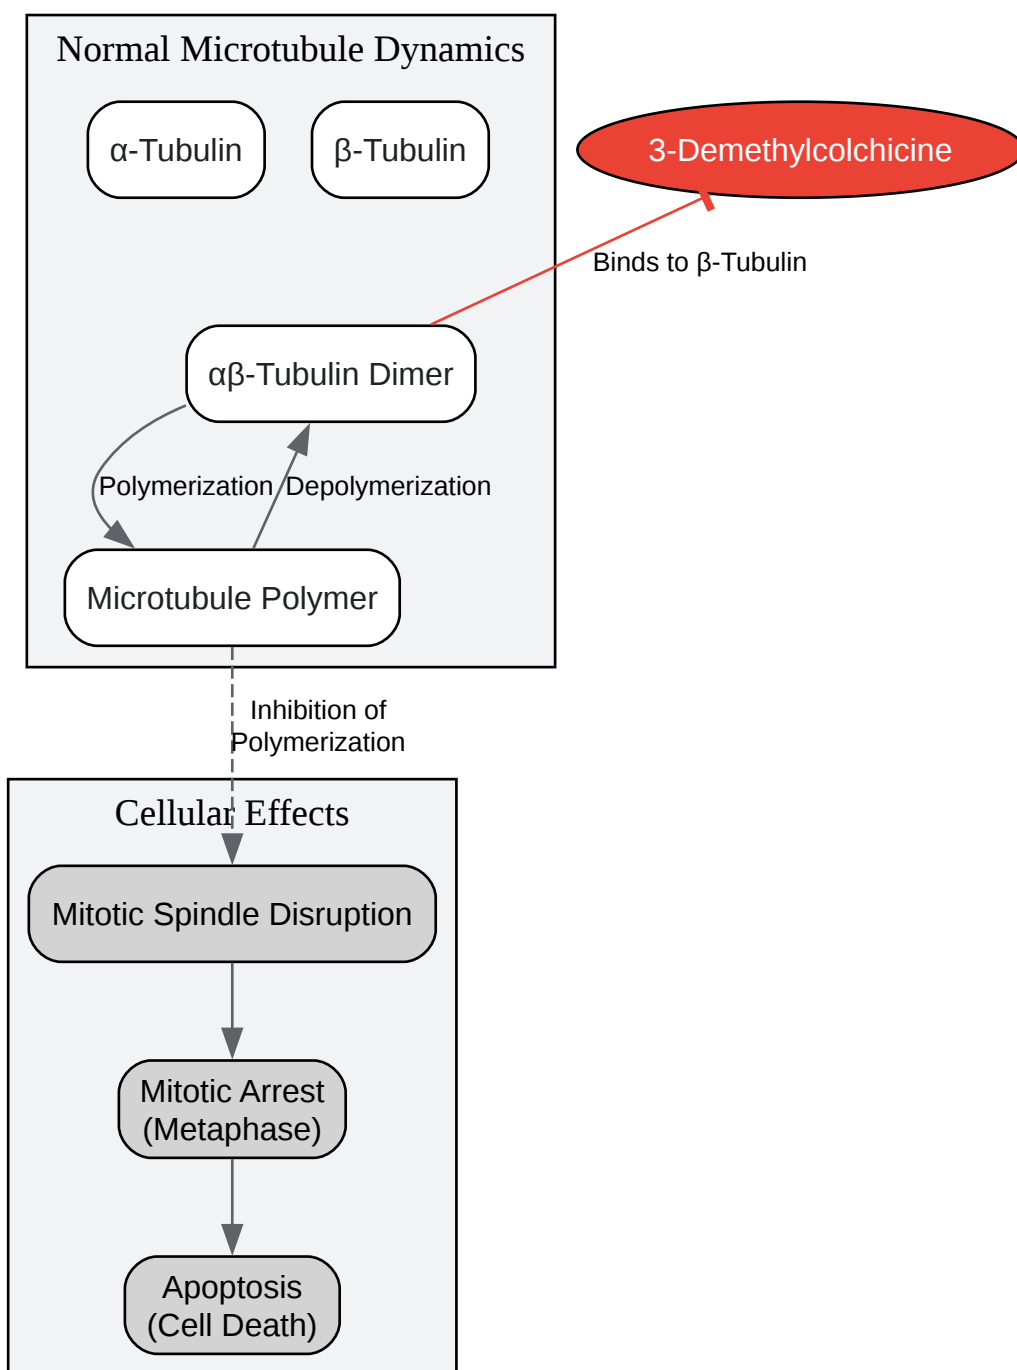 Normal Microtubule Dynamics
α-Tubulin
β-Tubulin
3-Demethylcolchicine
Binds to β-Tubulin
αβ-Tubulin Dimer
Polymerization
Depolymerization
Microtubule Polymer
Inhibition of
Polymerization
Cellular Effects
Mitotic Spindle Disruption
Mitotic Arrest
(Metaphase)
Apoptosis
(Cell Death)